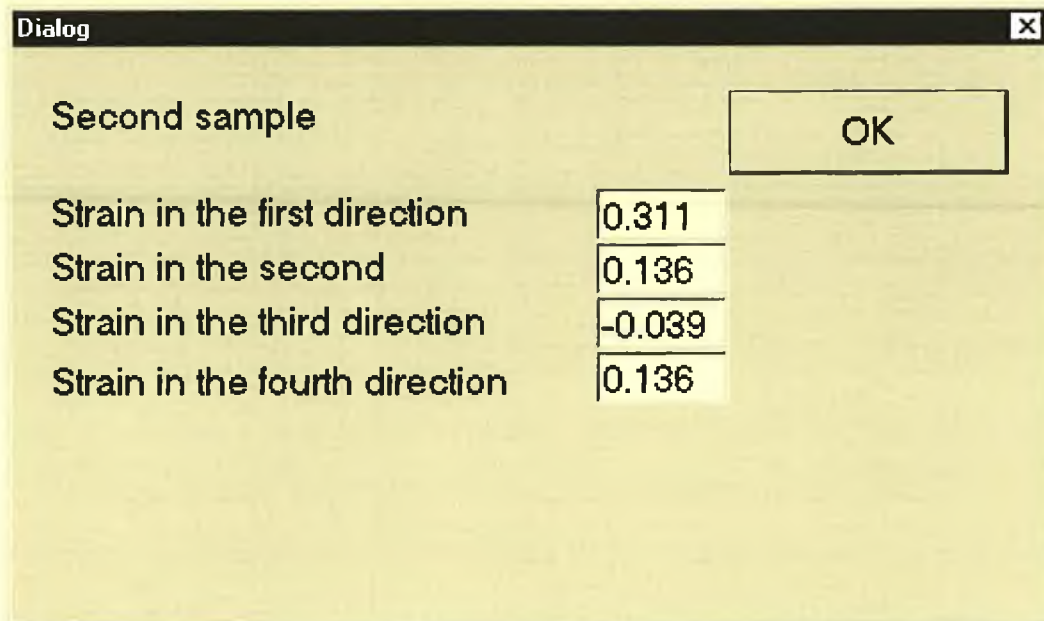 Dialog
Second sample
OK
Strain in the first direction 0.311
Strain in the second 0.136
Strain in the third direction -0.039
Strain in the fourth direction 0.136